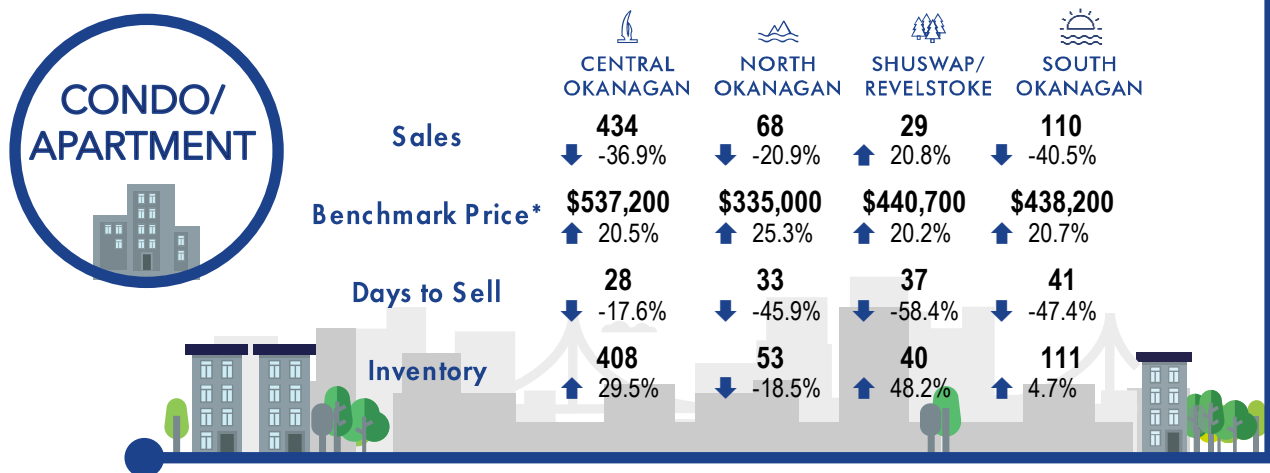 CONDO/
APARTMENT
CENTRAL OKANAGAN NORTH OKANAGAN SHUSWAP/ REVELSTOKE SOUTH OKANAGAN
Sales 434 68 29 110
-36.9% -20.9% 20.8% -40.5%
Benchmark Price* $537,200 $335,000 $440,700 $438,200
20.5% 25.3% 20.2% 20.7%
Days to Sell 28 33 37 41
-17.6% -45.9% -58.4% -47.4%
Inventory 408 53 40 111
29.5% -18.5% 48.2% 4.7%